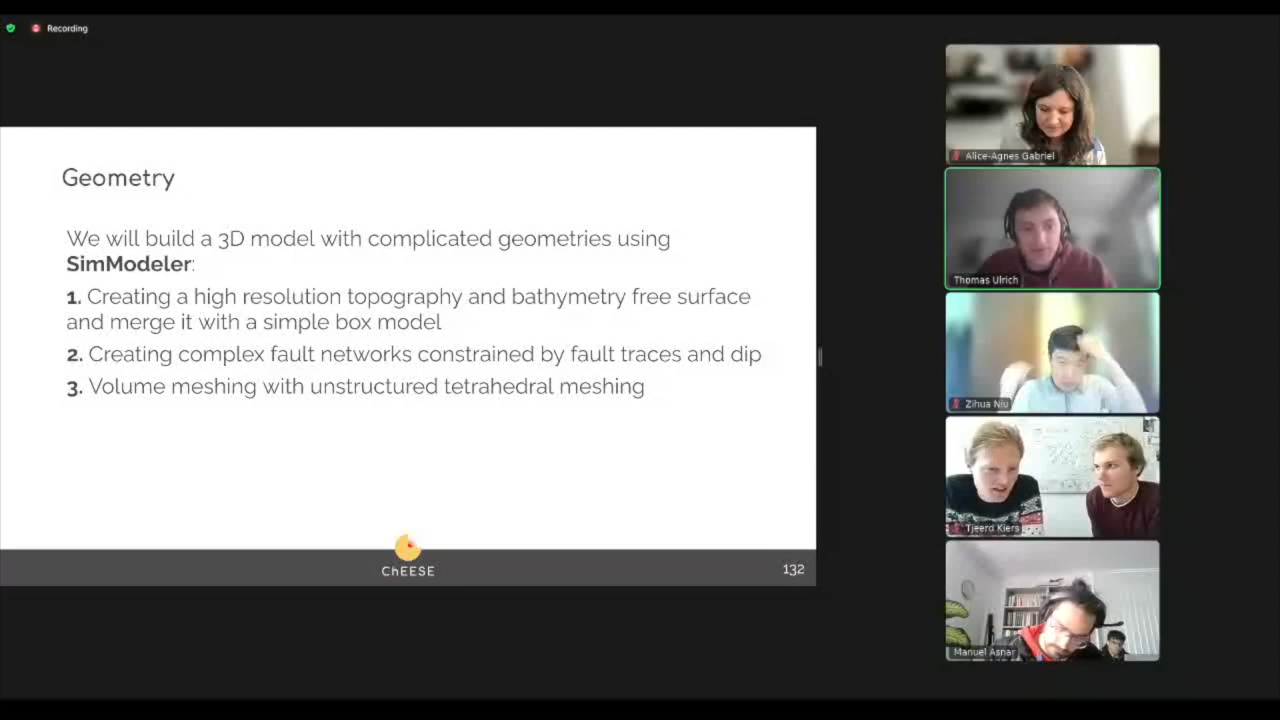 Recording
Geometry
We will build a 3D model with complicated geometries using
SimModeler:
1. Creating a high resolution topography and bathymetry free surface
and merge it with a simple box model
2. Creating complex fault networks constrained by fault traces and dip
3. Volume meshing with unstructured tetrahedral meshing
ChEESE
132
Alice-Agnes Gabriel
Thomas Ulrich
Zihua Niu
Tjeerd Kiers
Manuel Asnar